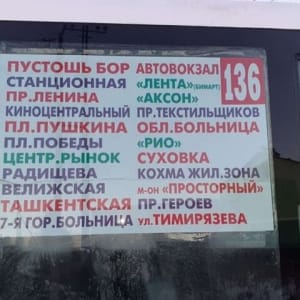 ПУСТОШЬ БОР АВТОВОКЗАЛ 136
СТАНЦИОННАЯ «ЛЕНТА» (БИМАРТ)
ПР.ЛЕНИНА «АКСОН»
КИНОЦЕНТРАЛЬНЫЙ ПР.ТЕКСТИЛЬЩИКОВ
ПЛ.ПУШКИНА ОБЛ.БОЛЬНИЦА
ПЛ.ПОБЕДЫ «РИО»
ЦЕНТР.РЫНОК СУХОВКА
РАДИЩЕВА КОХМА ЖИЛ.ЗОНА
ВЕЛИЖСКАЯ М-ОН «ПРОСТОРНЫЙ»
ТАШКЕНТСКАЯ ПР.ГЕРОЕВ
7-Я ГОР.БОЛЬНИЦА УЛ.ТИМИРЯЗЕВА